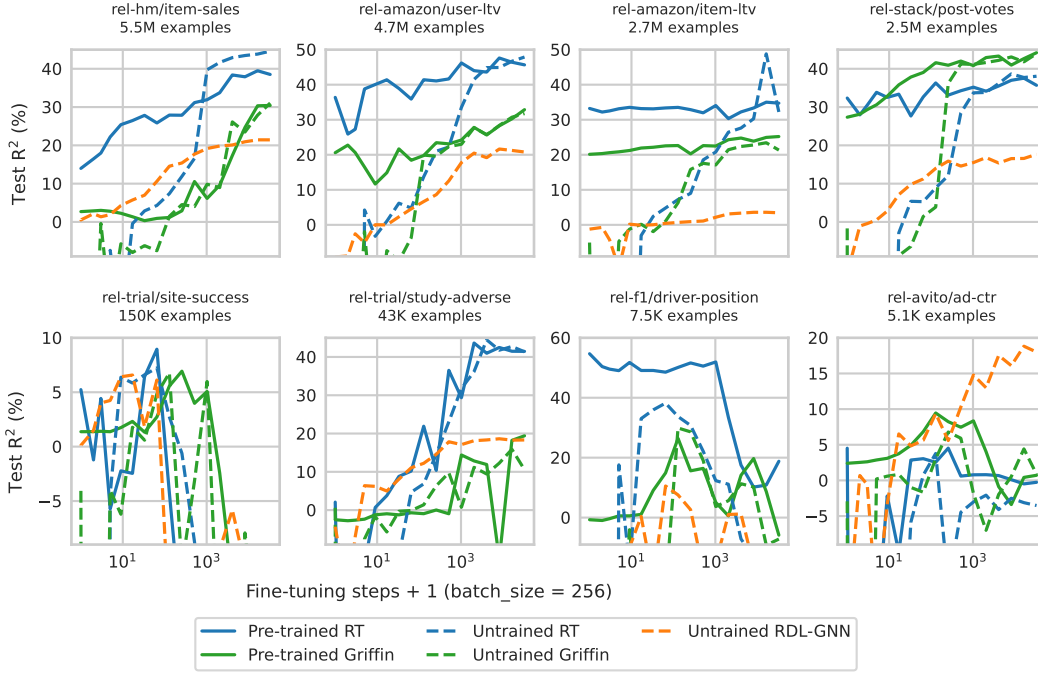 rel-hm/item-sales
5.5M examples
rel-amazon/user-ltv
4.7M examples
rel-amazon/item-ltv
2.7M examples
rel-stack/post-votes
2.5M examples
Test R² (%)
40
30
20
10
0
50
40
30
20
10
0
50
40
30
20
10
0
40
30
20
10
0
rel-trial/site-success
150K examples
rel-trial/study-adverse
43K examples
rel-f1/driver-position
7.5K examples
rel-avito/ad-ctr
5.1K examples
Test R² (%)
10
5
0
−5
40
30
20
10
0
60
40
20
0
20
15
10
5
0
−5
10¹ 10³
10¹ 10³
10¹ 10³
10¹ 10³
Fine-tuning steps + 1 (batch_size = 256)
Pre-trained RT
Untrained RT
Untrained RDL-GNN
Pre-trained Griffin
Untrained Griffin